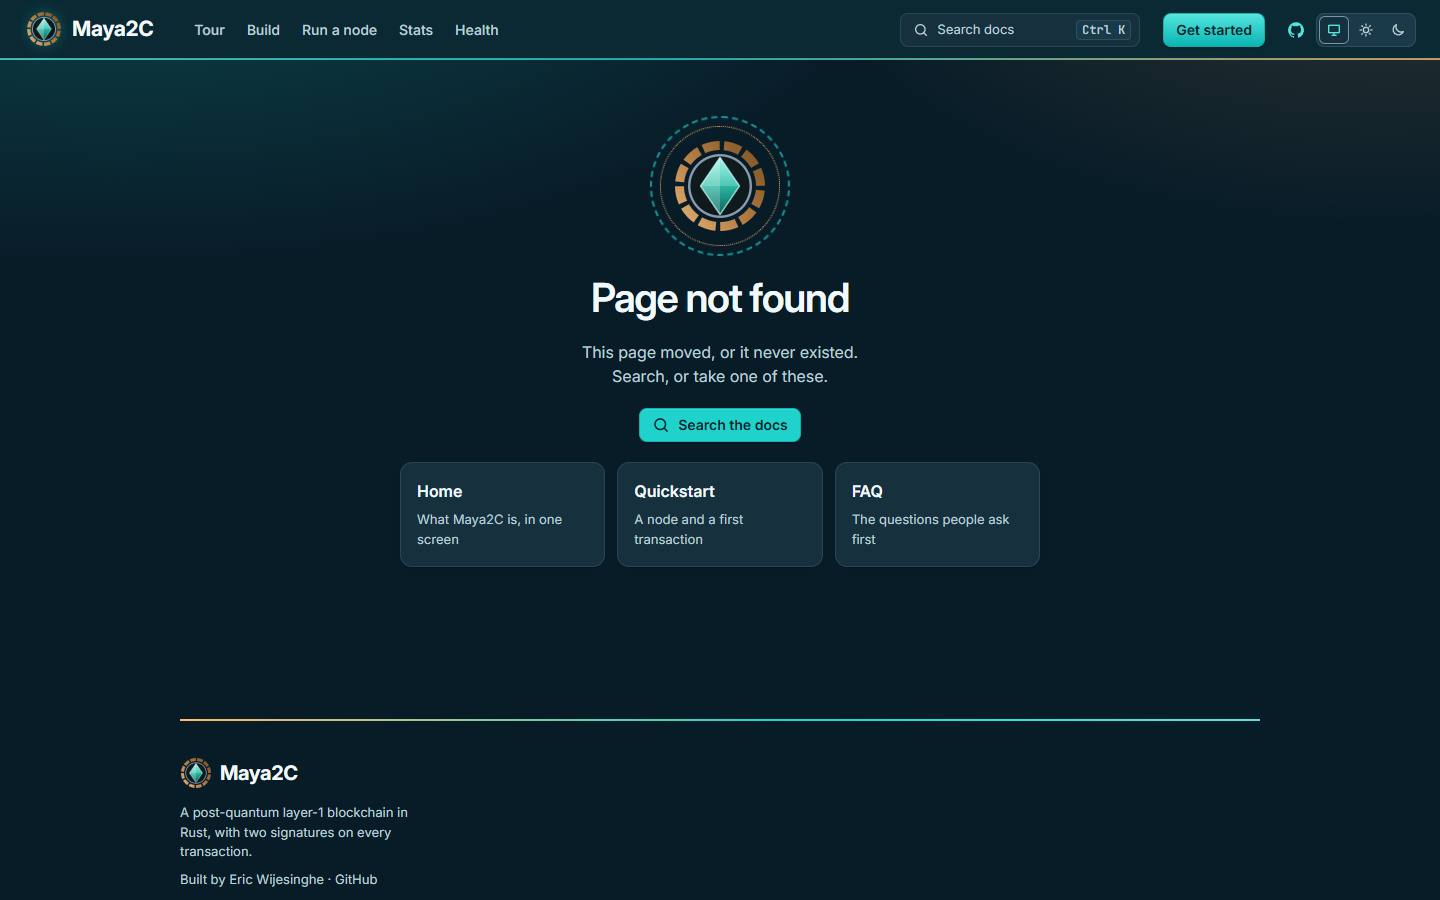 Maya2C
Tour
Build
Run a node
Stats
Health
Search docs
Ctrl K
Get started
Page not found
This page moved, or it never existed.
Search, or take one of these.
Search the docs
Home
What Maya2C is, in one
screen
Quickstart
A node and a first
transaction
FAQ
The questions people ask
first
Maya2C
A post-quantum layer-1 blockchain in
Rust, with two signatures on every
transaction.
Built by Eric Wijesinghe · GitHub